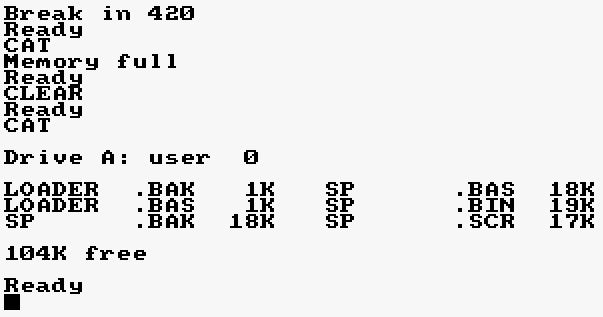 Break in 420
Ready
CAT
Memory full
Ready
CLEAR
Ready
CAT
Drive A: user  0
LOADER  .BAK   1K   SP      .BAS  18K
LOADER  .BAS   1K   SP      .BIN  19K
SP      .BAK  18K   SP      .SCR  17K
104K free
Ready